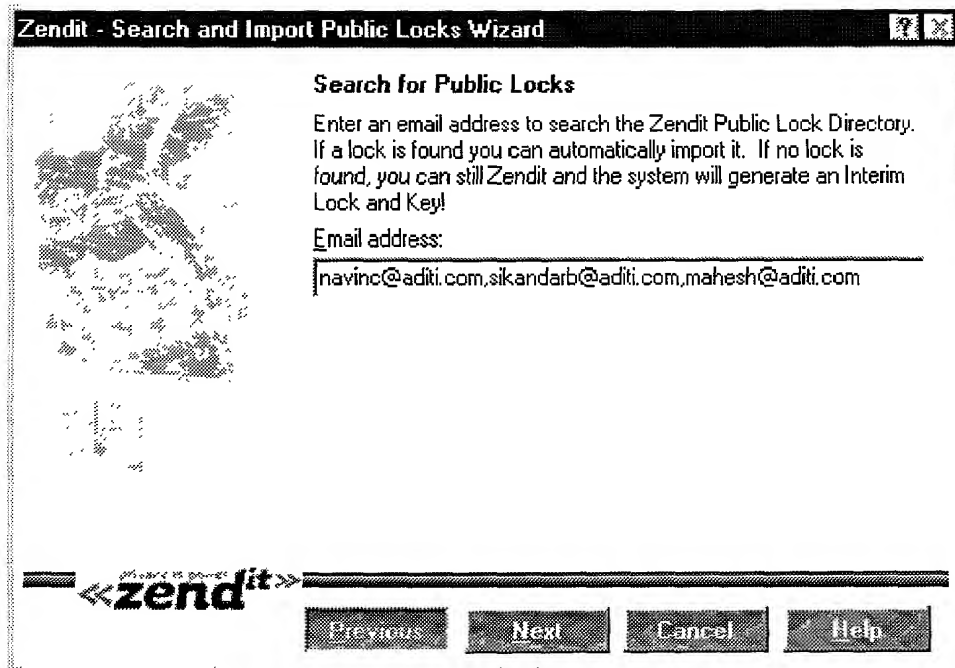 Zendit - Search and Import Public Locks Wizard
Search for Public Locks
Enter an email address to search the Zendit Public Lock Directory.
If a lock is found you can automatically import it. If no lock is
found, you can still Zendit and the system will generate an Interim
Lock and Key!
Email address:
navinc@aditi.com,sikandarb@aditi.com,mahesh@aditi.com
«zendit»
Previous Next Cancel Help